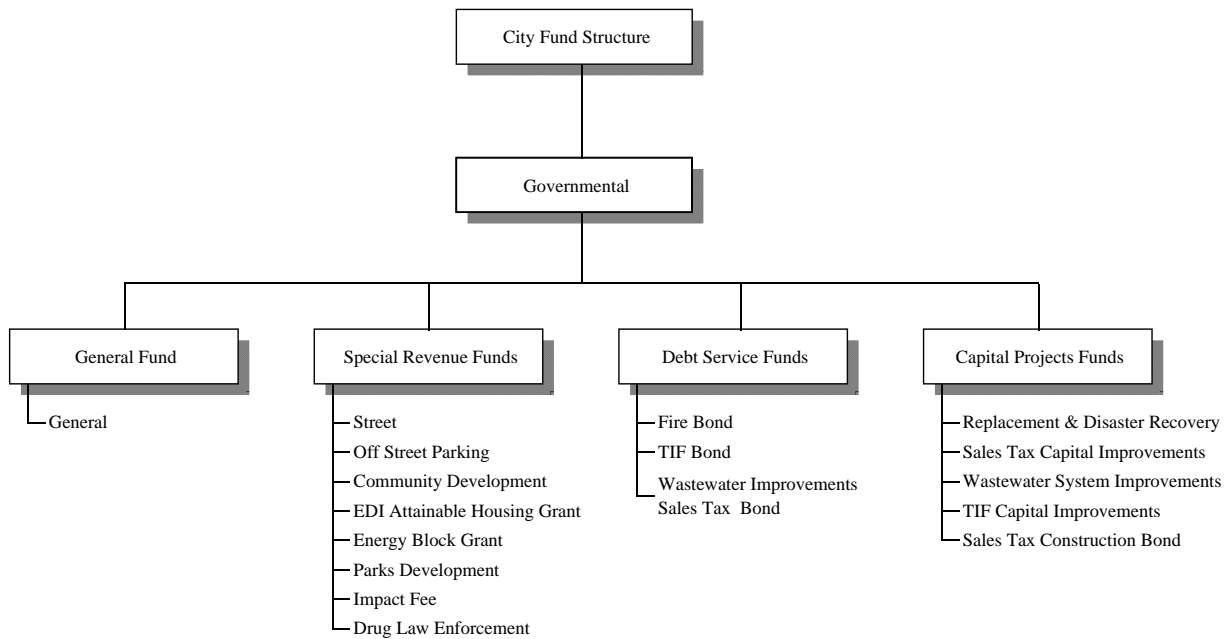 City Fund Structure
Governmental
General Fund
General
Special Revenue Funds
Street
Off Street Parking
Community Development
EDI Attainable Housing Grant
Energy Block Grant
Parks Development
Impact Fee
Drug Law Enforcement
Debt Service Funds
Fire Bond
TIF Bond
Wastewater Improvements
Sales Tax Bond
Capital Projects Funds
Replacement & Disaster Recovery
Sales Tax Capital Improvements
Wastewater System Improvements
TIF Capital Improvements
Sales Tax Construction Bond